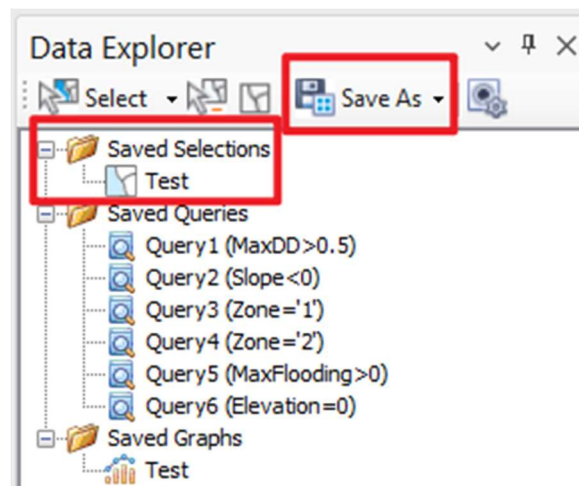 Data Explorer
Select Save As
Saved Selections
Test
Saved Queries
Query1 (MaxDD>0.5)
Query2 (Slope<0)
Query3 (Zone='1')
Query4 (Zone='2')
Query5 (MaxFlooding>0)
Query6 (Elevation=0)
Saved Graphs
Test